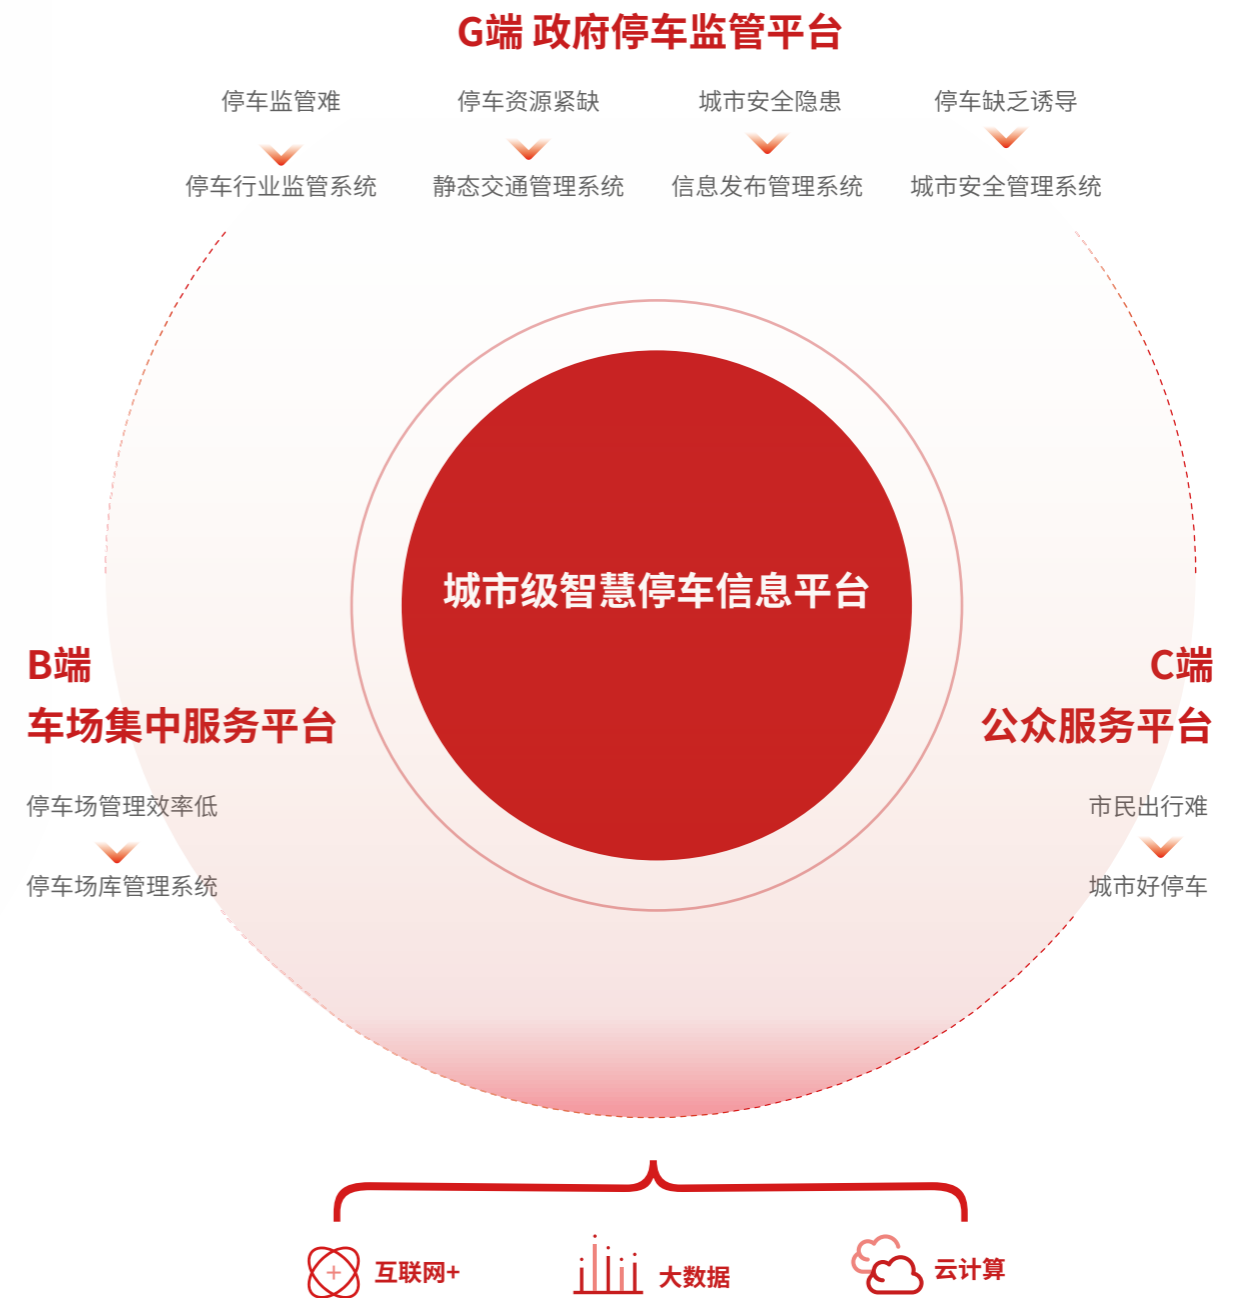 G端 政府停车监管平台
停车监管难
停车资源紧缺
城市安全隐患
停车缺乏诱导
停车行业监管系统
静态交通管理系统
信息发布管理系统
城市安全管理系统
城市级智慧停车信息平台
B端
车场集中服务平台
停车场管理效率低
停车场库管理系统
C端
公众服务平台
市民出行难
城市好停车
互联网+
大数据
云计算